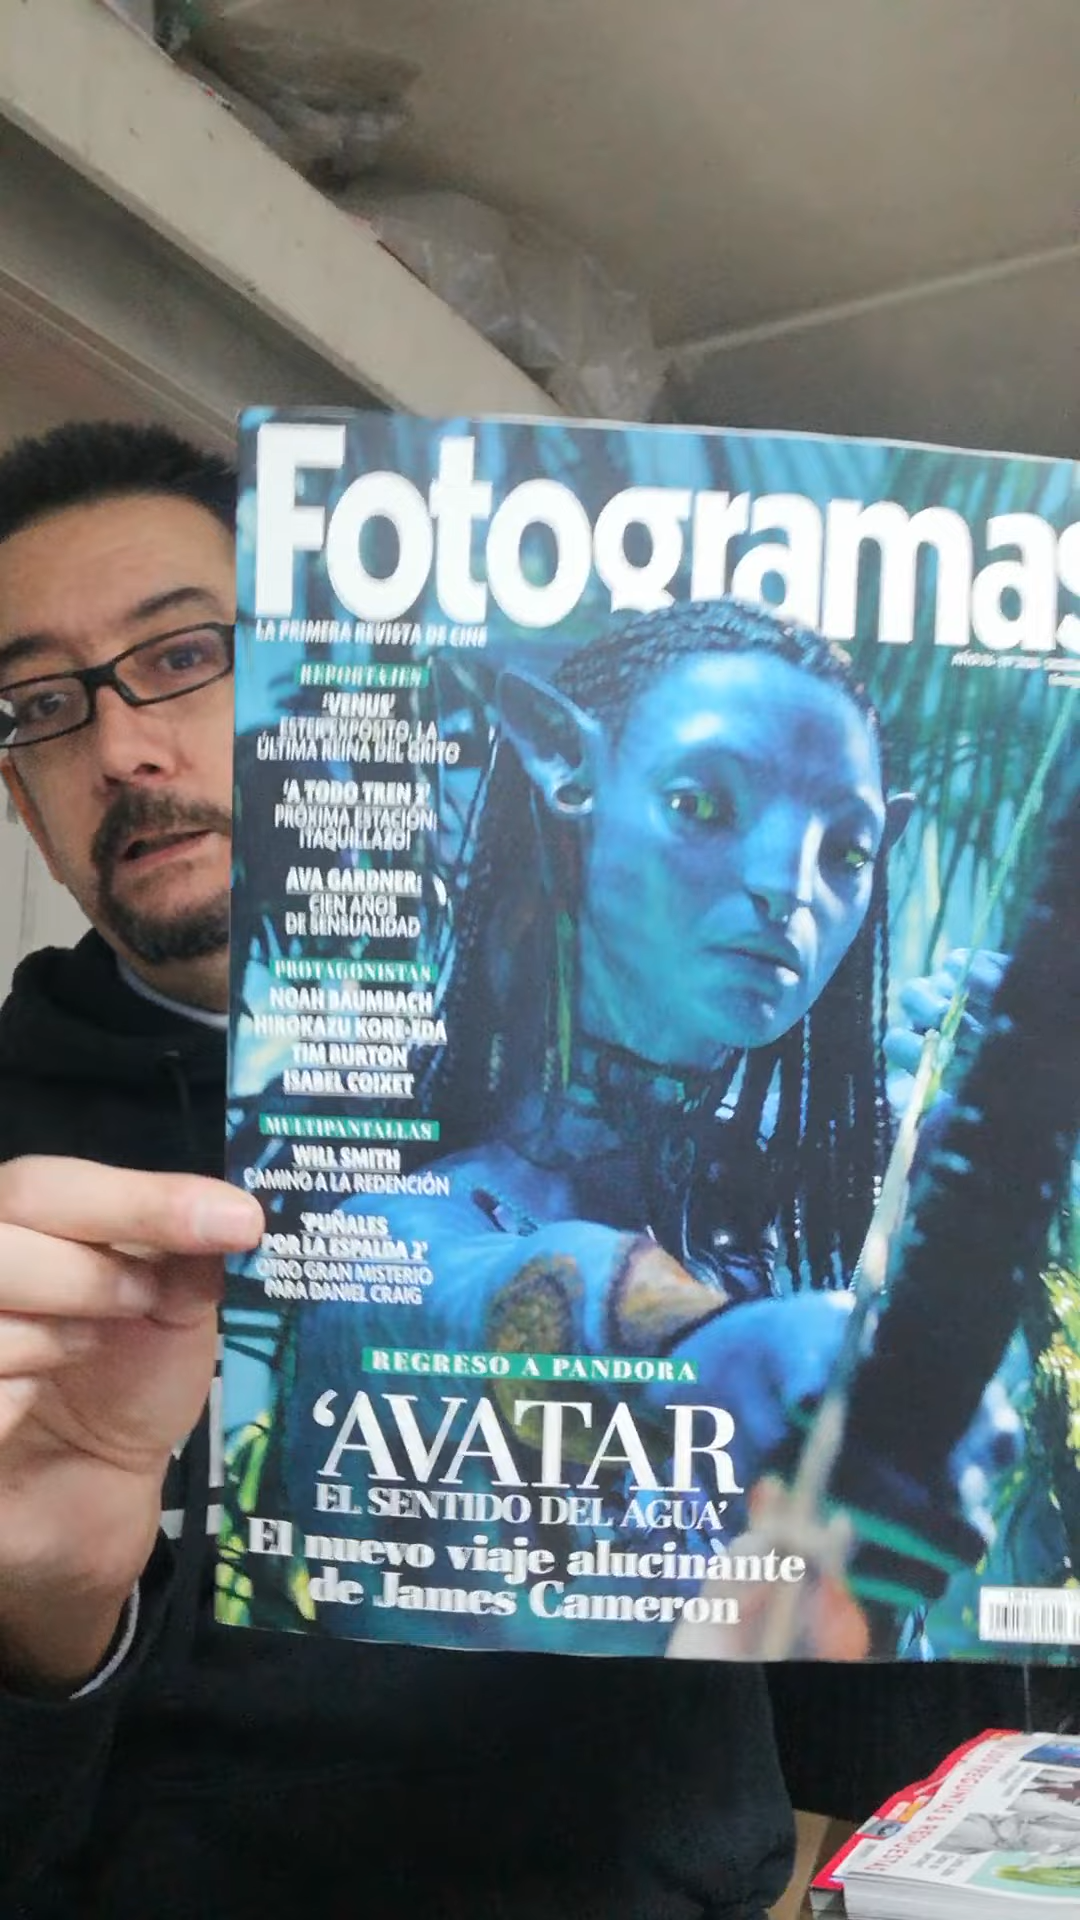 Fotogramas
LA PRIMERA REVISTA DE CINE
REPORTAJES
'VENUS'
ESTER EXPÓSITO, LA
ÚLTIMA REINA DEL GRITO
'A TODO TREN 2'
PRÓXIMA ESTACIÓN:
¡TAQUILLAZO!
AVA GARDNER:
CIEN AÑOS
DE SENSUALIDAD
PROTAGONISTAS
NOAH BAUMBACH
HIROKAZU KORE-EDA
TIM BURTON
ISABEL COIXET
MULTIPANTALLAS
WILL SMITH
CAMINO A LA REDENCIÓN
'PUÑALES
POR LA ESPALDA 2'
OTRO GRAN MISTERIO
PARA DANIEL CRAIG
REGRESO A PANDORA
'AVATAR
EL SENTIDO DEL AGUA'
El nuevo viaje alucinante
de James Cameron
PREGUNTAS & RESPUESTAS